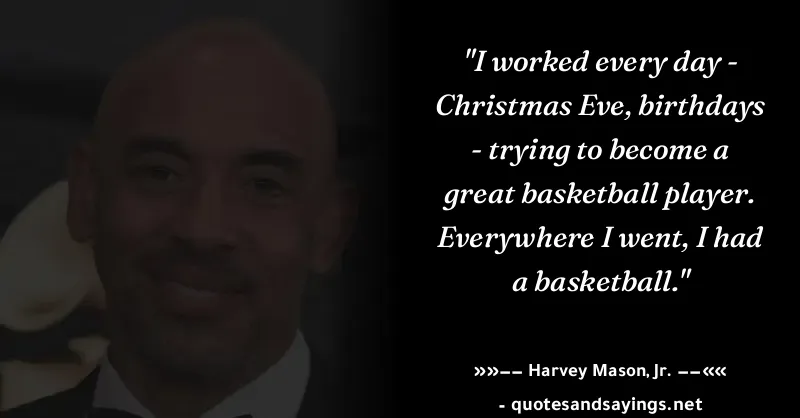 "I worked every day -
Christmas Eve, birthdays
- trying to become a
great basketball player.
Everywhere I went, I had
a basketball."
»»−− Harvey Mason, Jr. −−««
- quotesandsayings.net